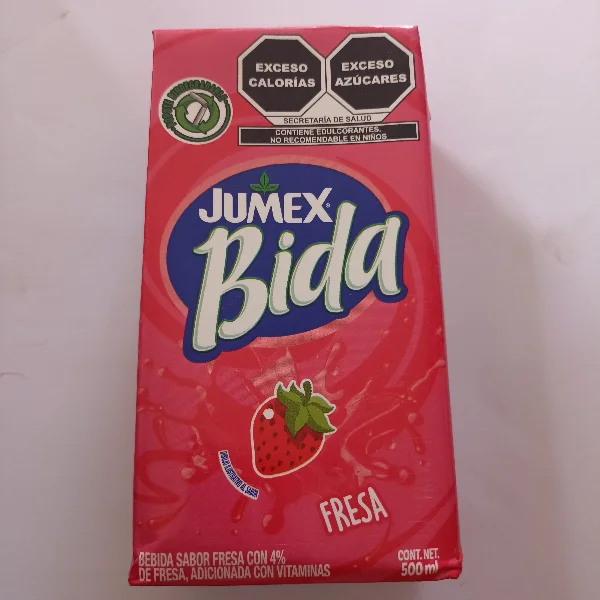 EXCESO
CALORÍAS
EXCESO
AZÚCARES
SECRETARÍA DE SALUD
CONTIENE EDULCORANTES,
NO RECOMENDABLE EN NIÑOS
JUMEX®
Bida
FRESA
BEBIDA SABOR FRESA CON 4%
DE FRESA, ADICIONADA CON VITAMINAS
CONT. NET.
500 ml